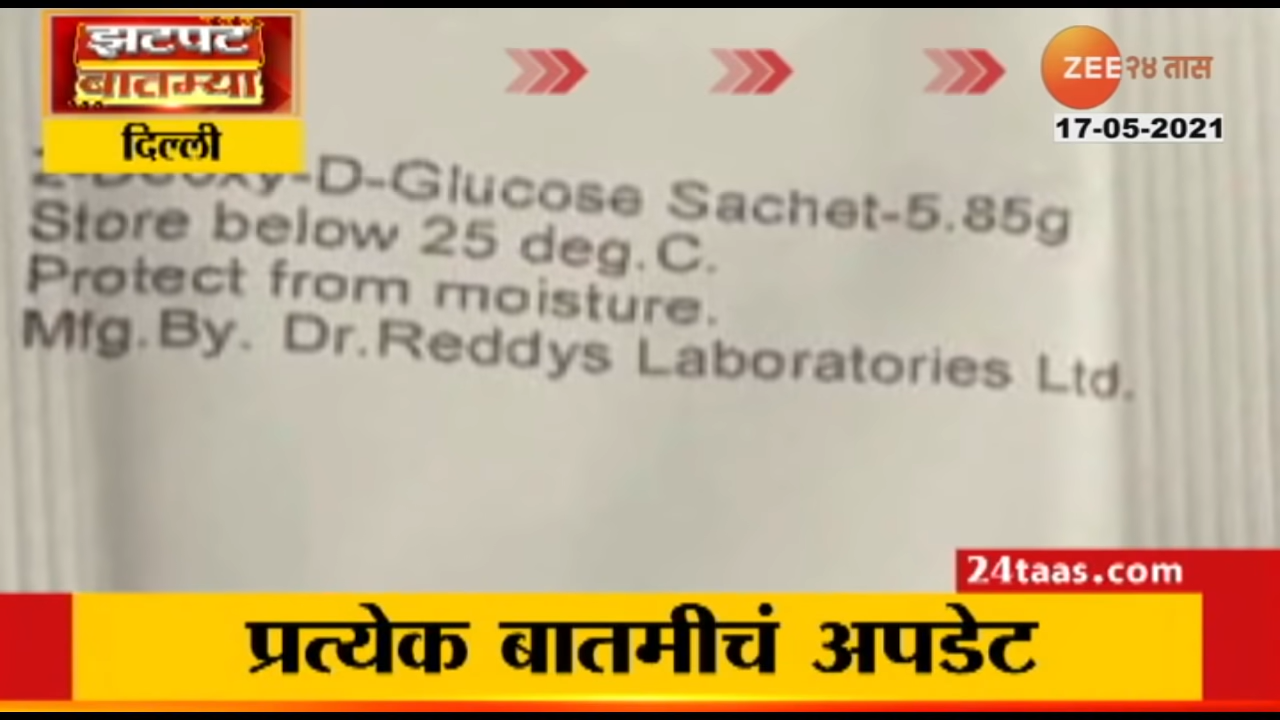 झटपट
बातम्या
दिल्ली
ZEE २४ तास
17-05-2021
2-Deoxy-D-Glucose Sachet-5.85g
Store below 25 deg.C.
Protect from moisture.
Mfg.By. Dr.Reddys Laboratories Ltd.
24taas.com
प्रत्येक बातमीचं अपडेट